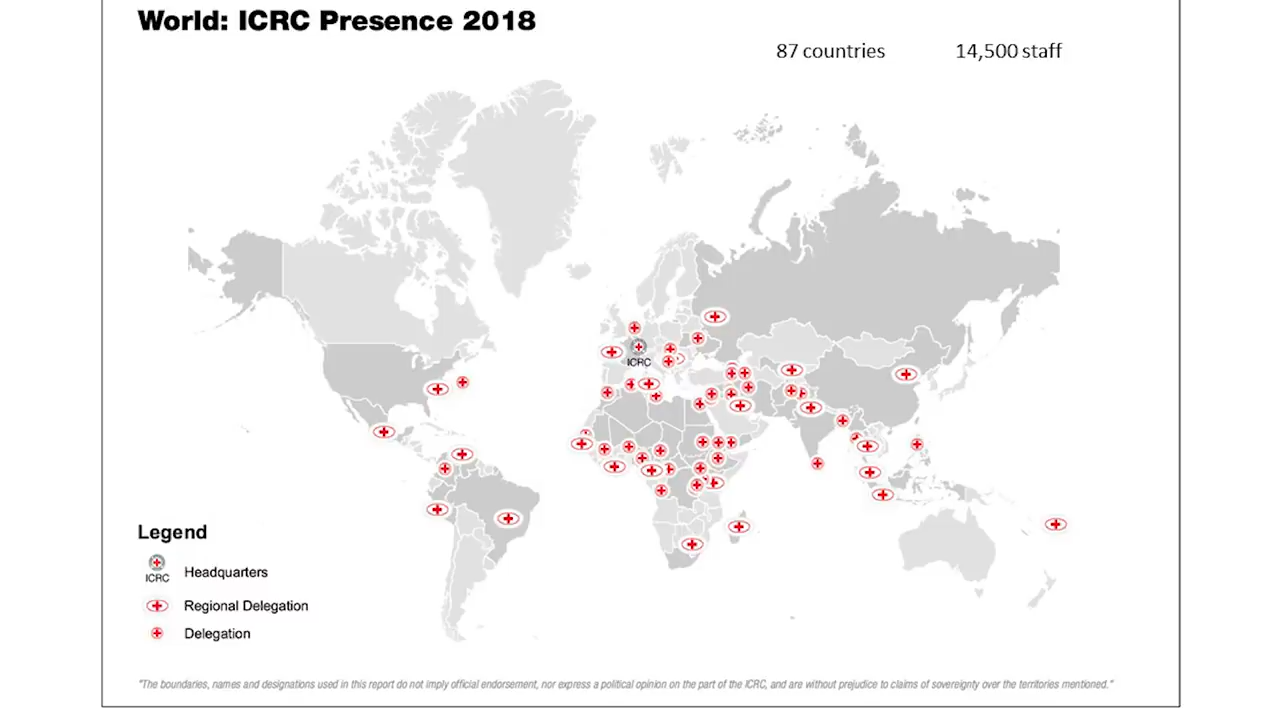 World: ICRC Presence 2018
87 countries
14,500 staff
ICRC
Legend
ICRC
Headquarters
Regional Delegation
Delegation
"The boundaries, names and designations used in this report do not imply official endorsement, nor express a political opinion on the part of the ICRC, and are without prejudice to claims of sovereignty over the territories mentioned."